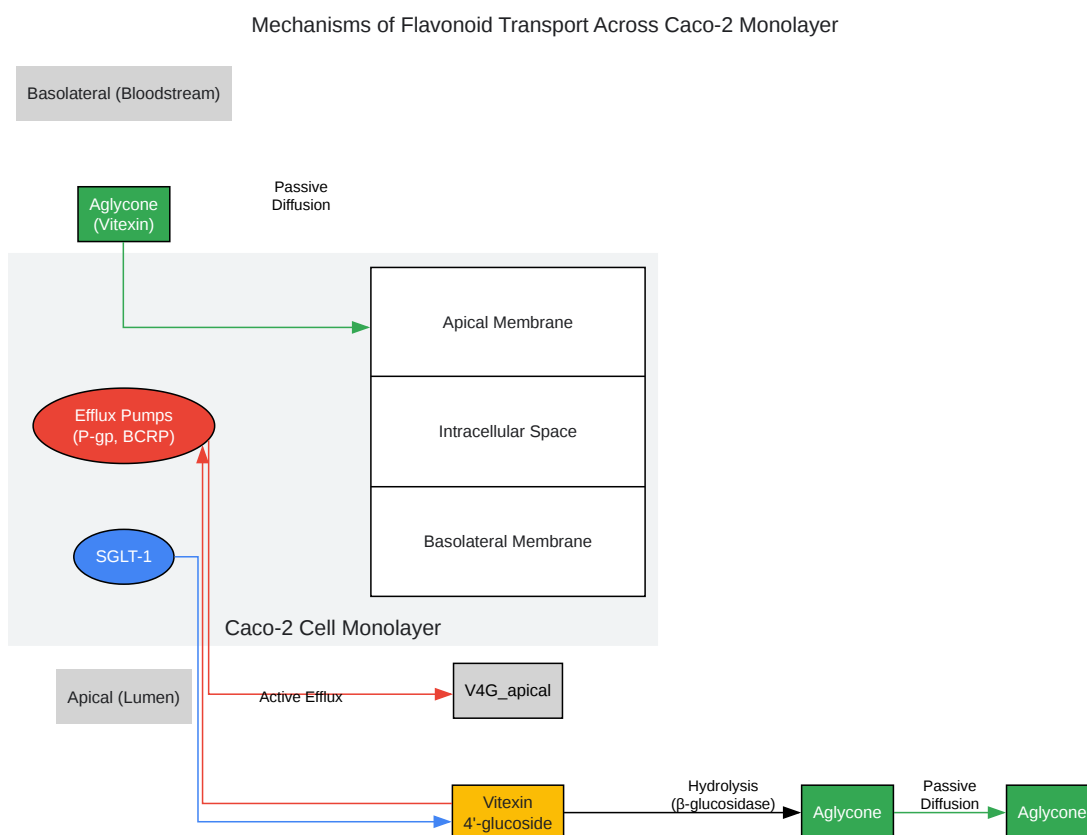 Mechanisms of Flavonoid Transport Across Caco-2 Monolayer
Basolateral (Bloodstream)
Aglycone
(Vitexin)
Passive
Diffusion
Apical Membrane
Efflux Pumps
(P-gp, BCRP)
Intracellular Space
SGLT-1
Basolateral Membrane
Caco-2 Cell Monolayer
Apical (Lumen)
Active Efflux
V4G_apical
Vitexin
4'-glucoside
Hydrolysis
(β-glucosidase)
Aglycone
Passive
Diffusion
Aglycone